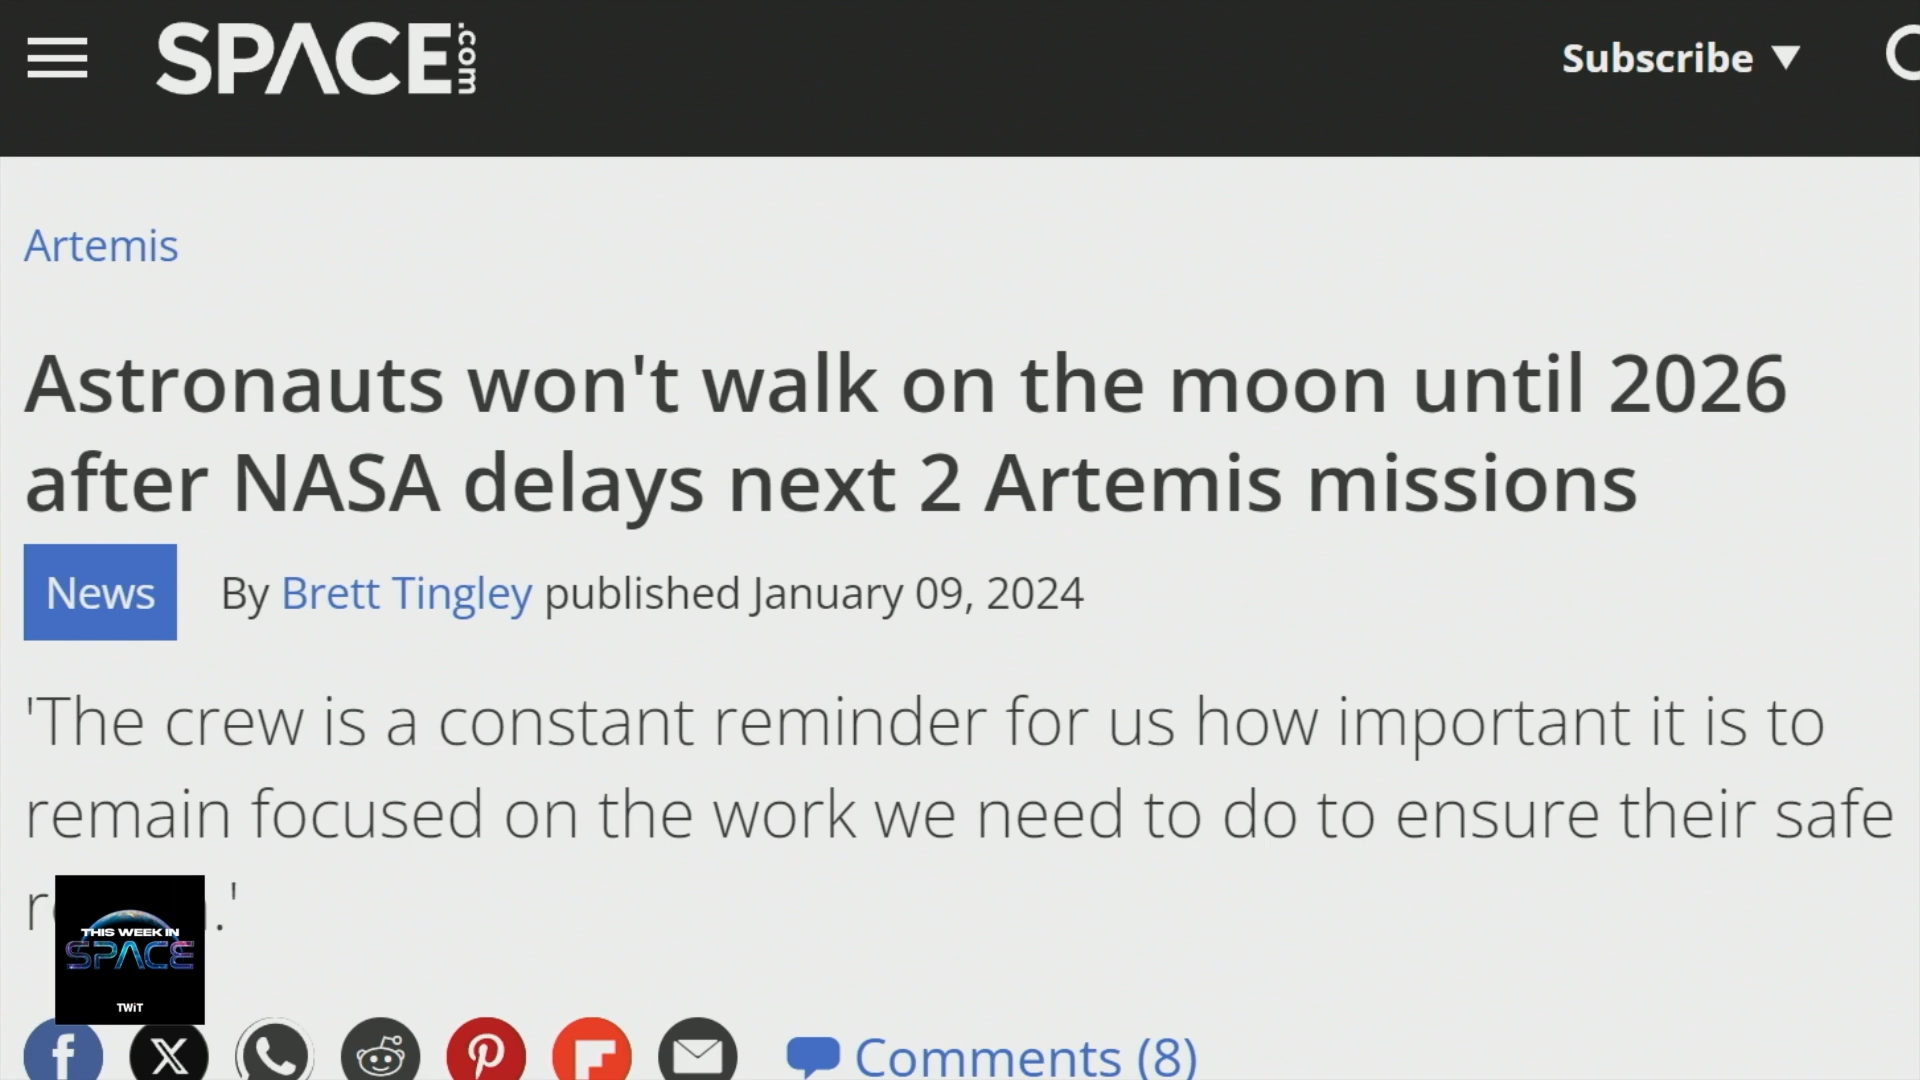 SPACE.com
Subscribe
Artemis
Astronauts won't walk on the moon until 2026
after NASA delays next 2 Artemis missions
News
By Brett Tingley published January 09, 2024
'The crew is a constant reminder for us how important it is to
remain focused on the work we need to do to ensure their safe
.'
THIS WEEK IN
SPACE
TWiT
Comments (8)